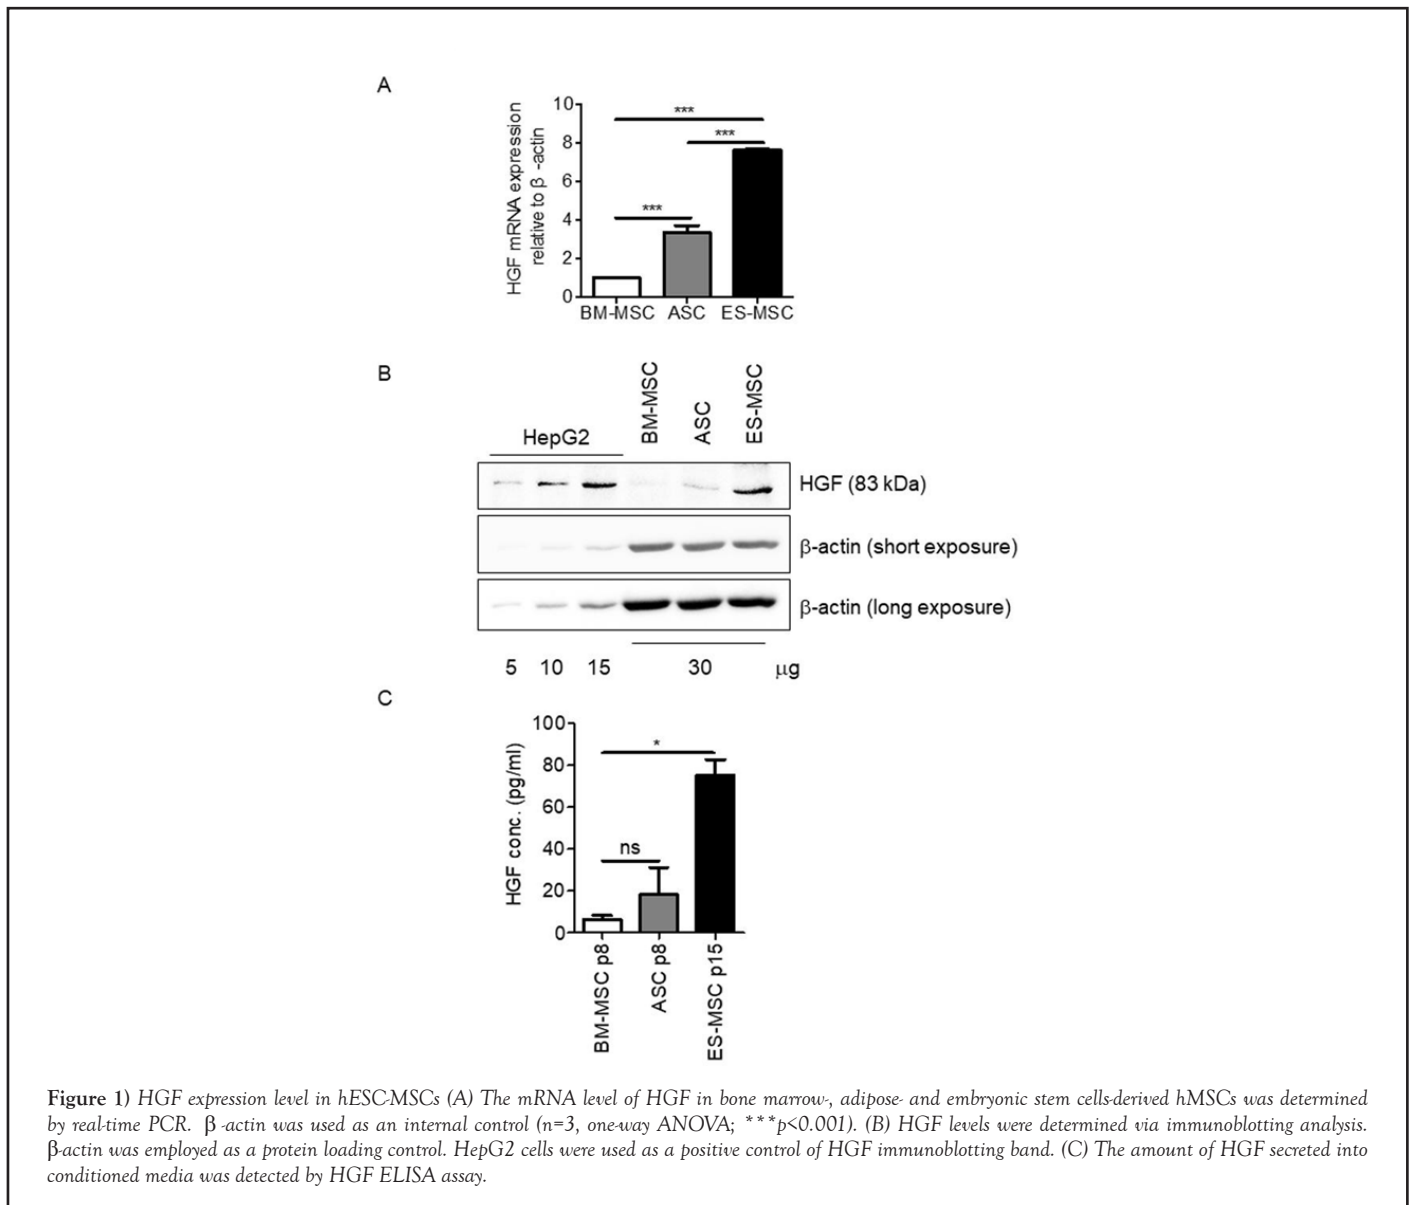 A
HGF mRNA expression
relative to β -actin
10
8
6
4
2
0
***
***
***
BM-MSC ASC ES-MSC
B
HepG2
BM-MSC
ASC
ES-MSC
HGF (83 kDa)
β-actin (short exposure)
β-actin (long exposure)
5 10 15 30 μg
C
HGF conc. (pg/ml)
100
80
60
40
20
0
*
ns
BM-MSC p8
ASC p8
ES-MSC p15
Figure 1) HGF expression level in hESC-MSCs (A) The mRNA level of HGF in bone marrow-, adipose- and embryonic stem cells-derived hMSCs was determined
by real-time PCR. β -actin was used as an internal control (n=3, one-way ANOVA; ***p<0.001). (B) HGF levels were determined via immunoblotting analysis.
β-actin was employed as a protein loading control. HepG2 cells were used as a positive control of HGF immunoblotting band. (C) The amount of HGF secreted into
conditioned media was detected by HGF ELISA assay.